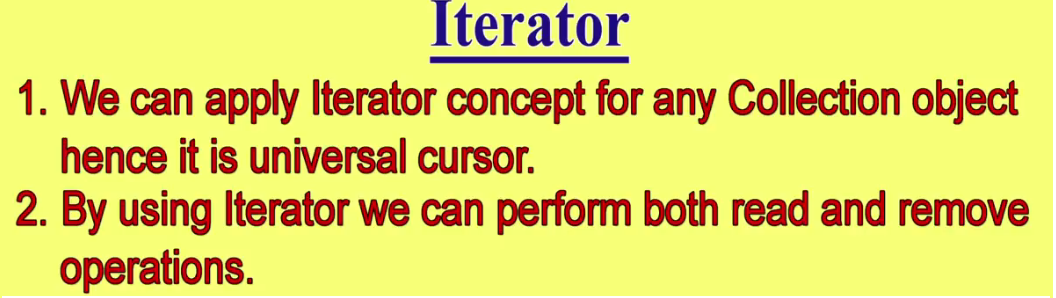 Iterator
1. We can apply Iterator concept for any Collection object
hence it is universal cursor.
2. By using Iterator we can perform both read and remove
operations.